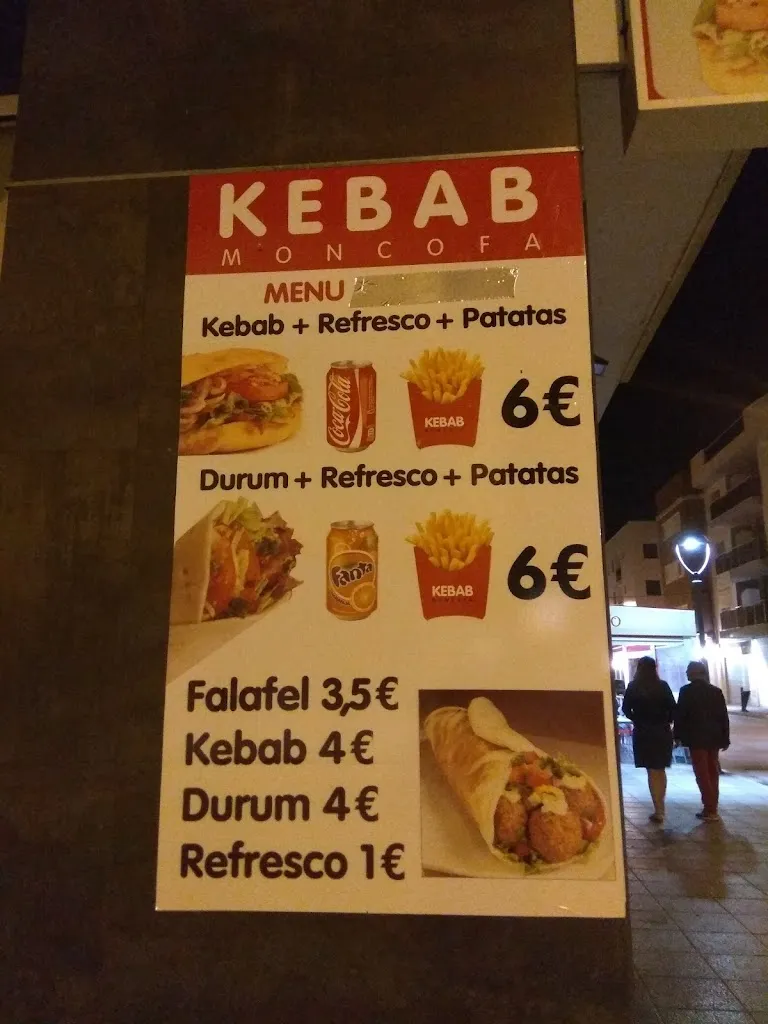 KEBAB
MONCOFA
MENU
Kebab + Refresco + Patatas
Coca-Cola
KEBAB
6€
Durum + Refresco + Patatas
Fanta
KEBAB
6€
Falafel 3,5€
Kebab 4€
Durum 4€
Refresco 1€
O